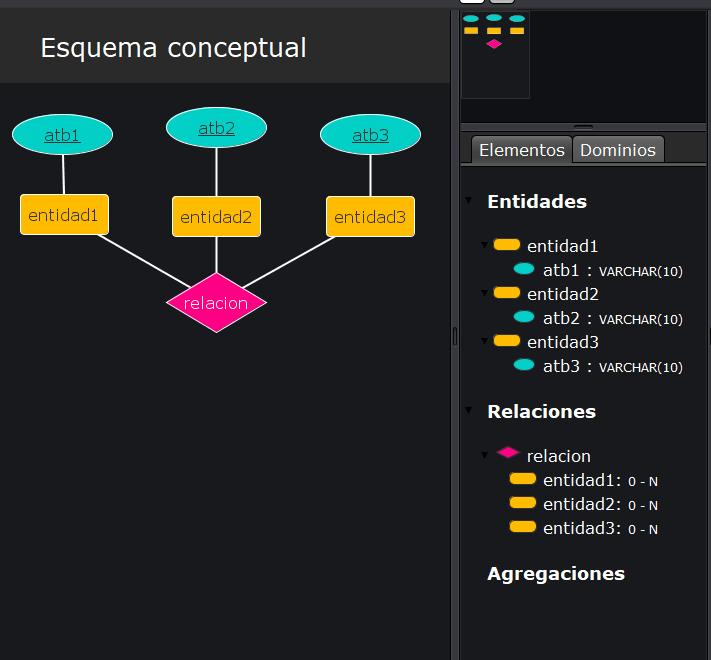 Esquema conceptual
atb1
atb2
atb3
entidad1
entidad2
entidad3
relacion
Elementos
Dominios
Entidades
entidad1
atb1 : VARCHAR(10)
entidad2
atb2 : VARCHAR(10)
entidad3
atb3 : VARCHAR(10)
Relaciones
relacion
entidad1: 0 - N
entidad2: 0 - N
entidad3: 0 - N
Agregaciones